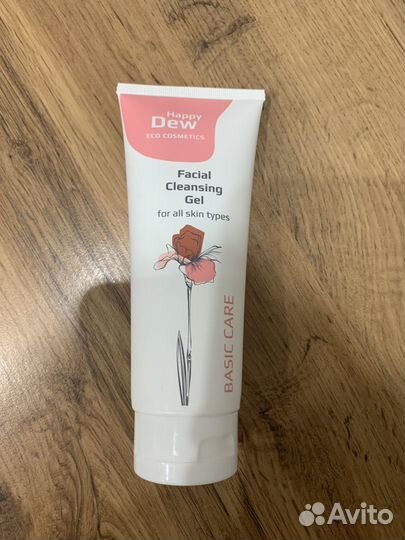 Happy
Dew
ECO COSMETICS
Facial
Cleansing
Gel
for all skin types
BASIC CARE
Avito